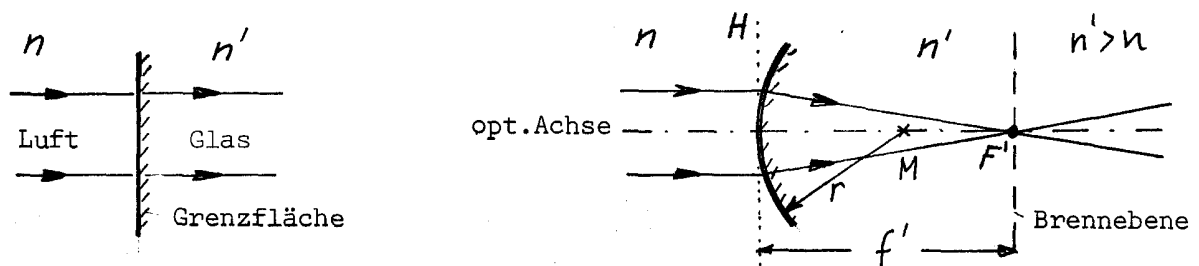 n n'
Luft Glas
Grenzfläche
n H n' n'>n
opt.Achse
M F'
r
Brennebene
f'